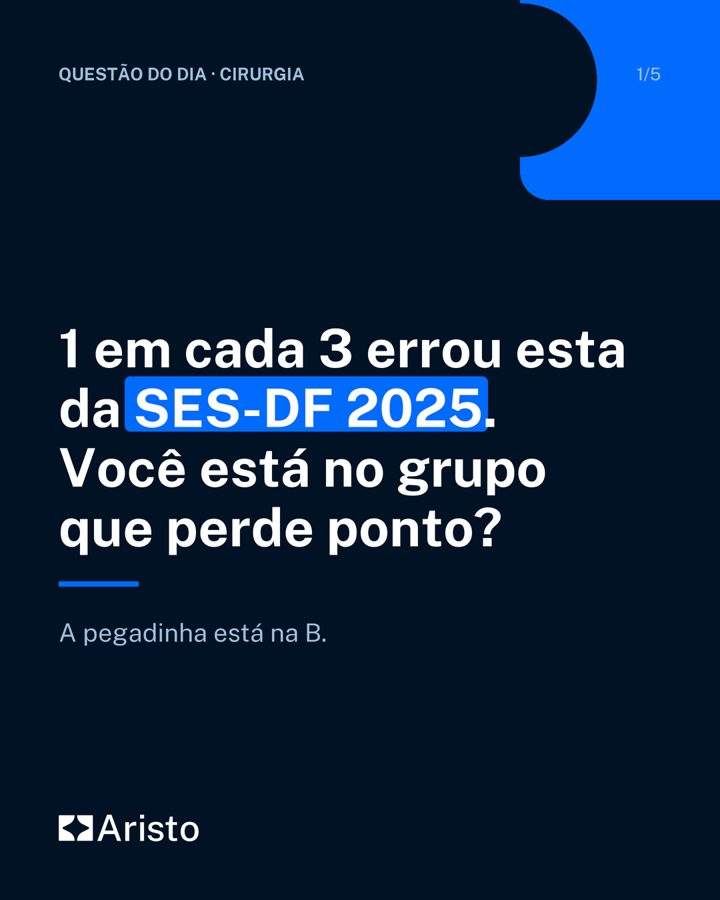 QUESTÃO DO DIA · CIRURGIA
1/5
1 em cada 3 errou esta
da SES-DF 2025.
Você está no grupo
que perde ponto?
A pegadinha está na B.
Aristo